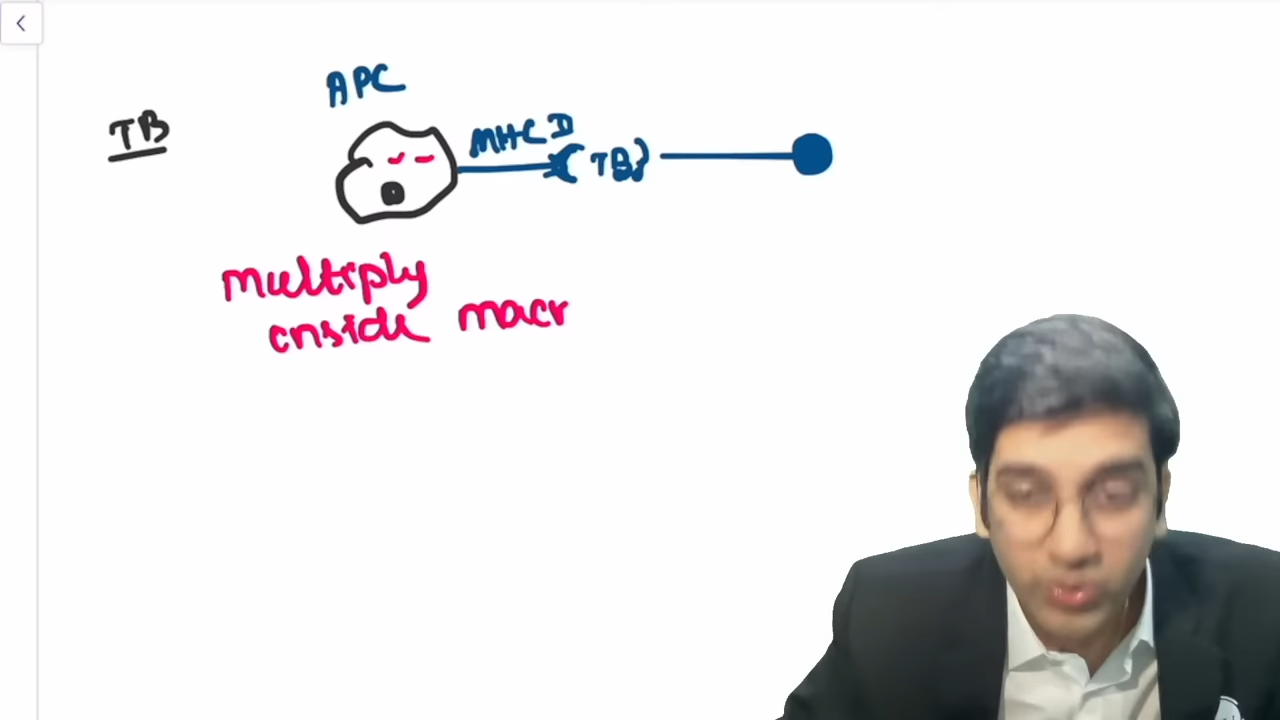 APC
TB
MHC II
(TB)
multiply
inside macr